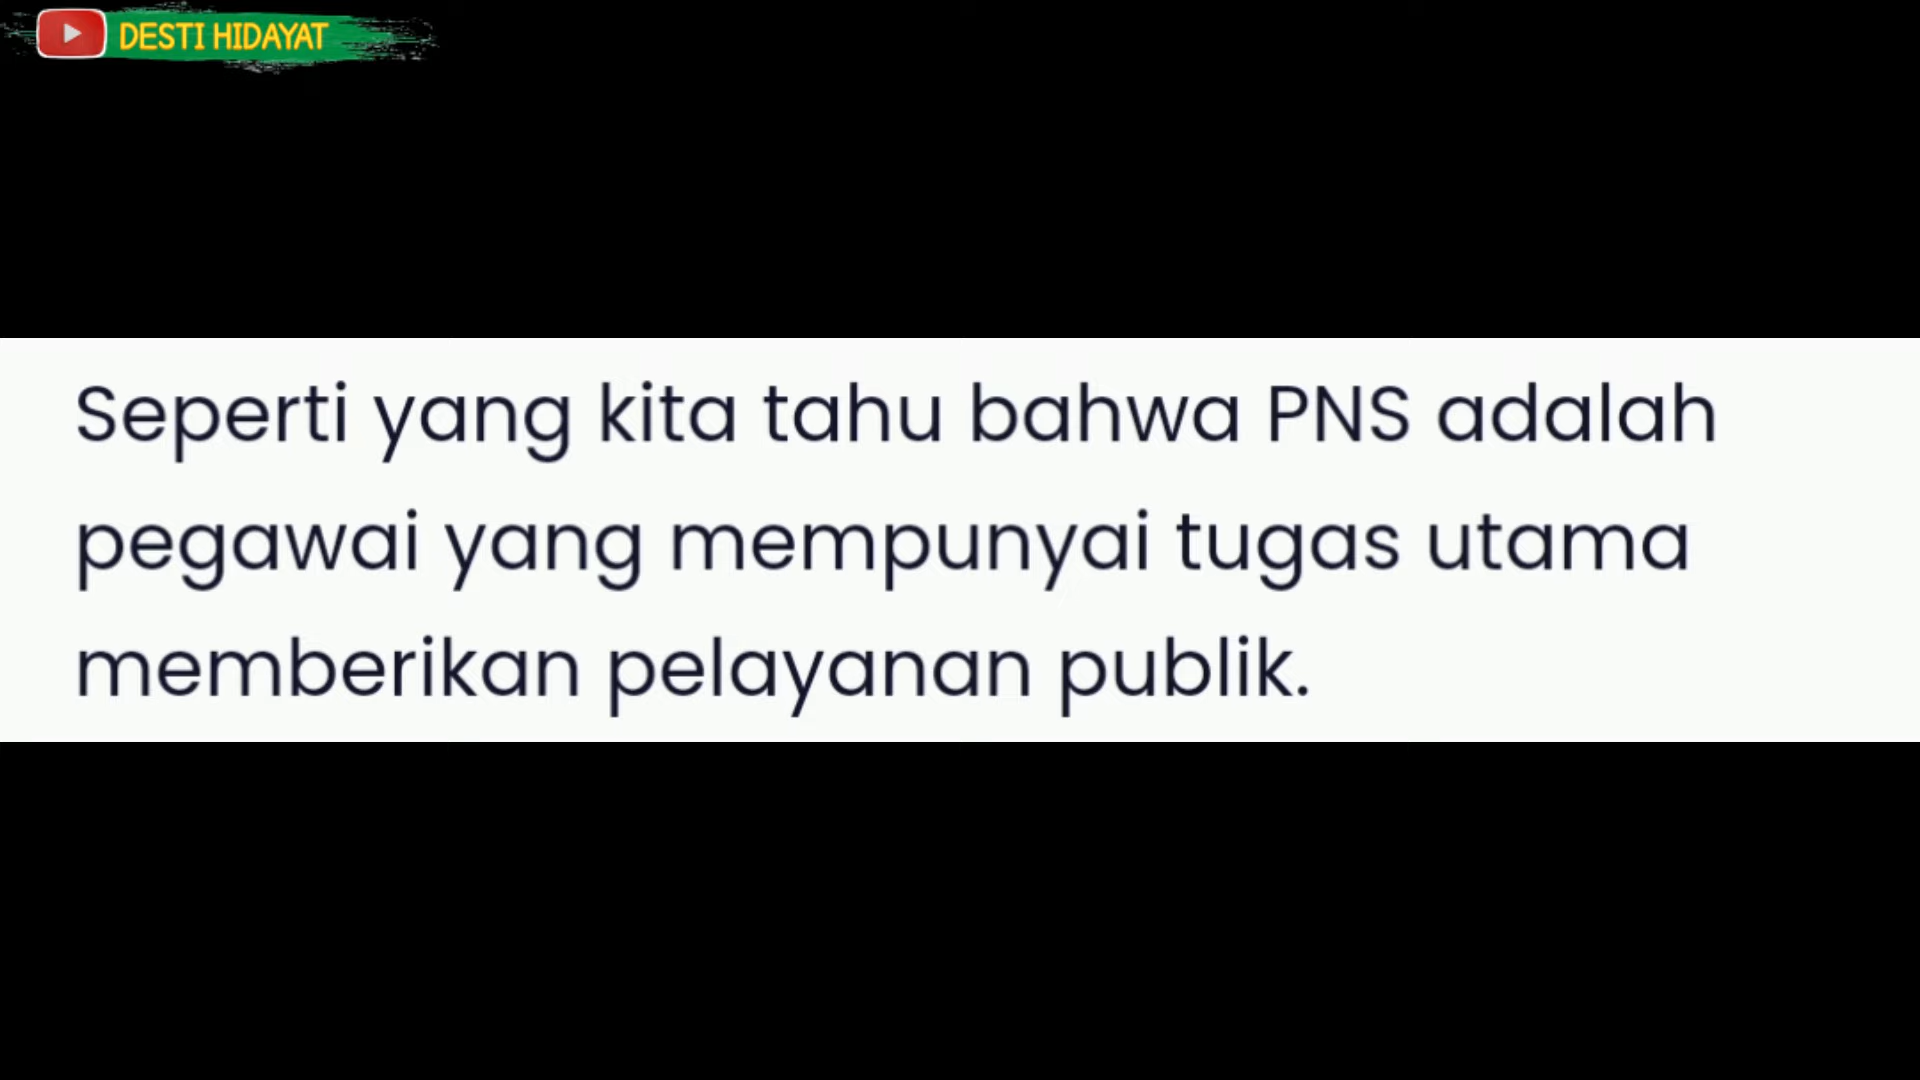 DESTI HIDAYAT
Seperti yang kita tahu bahwa PNS adalah
pegawai yang mempunyai tugas utama
memberikan pelayanan publik.